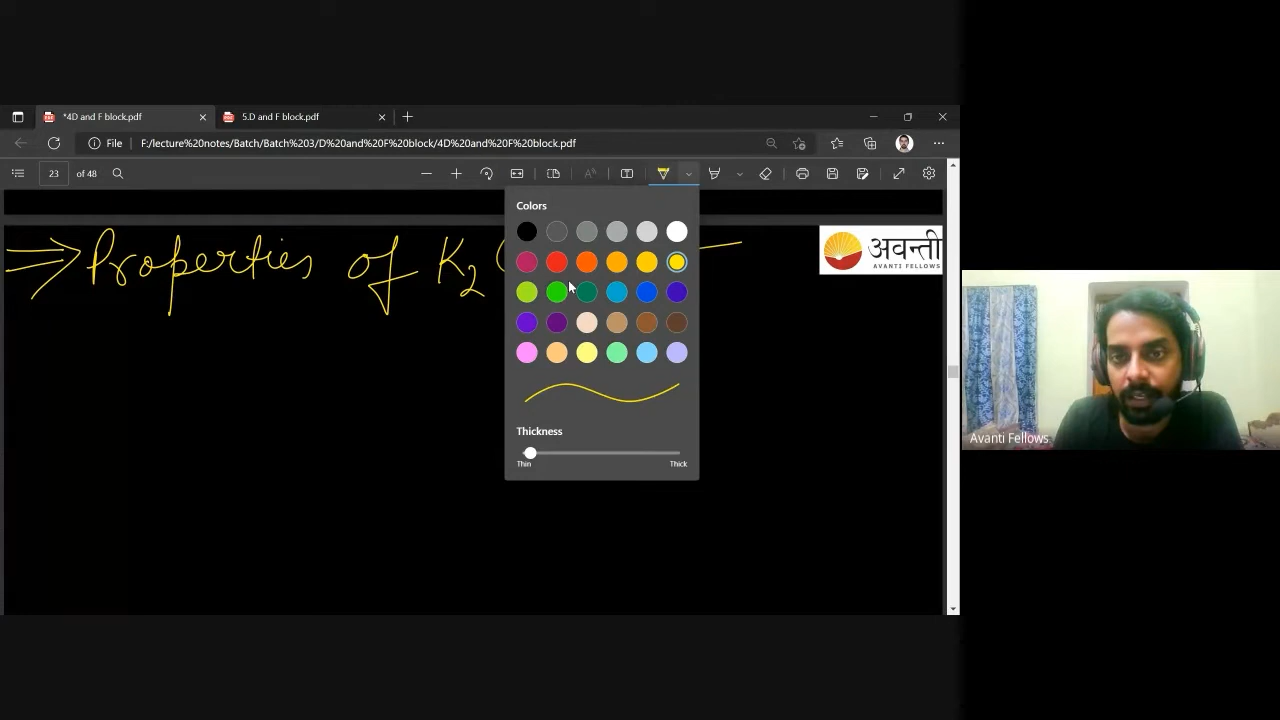 *4D and F block.pdf
5.D and F block.pdf
File
F:/lecture%20notes/Batch/Batch%203/D%20and%20F%20block/4D%20and%20F%20block.pdf
23 of 48
Colors
⇒ Properties of K2
अवन्ती
AVANTI FELLOWS
Thickness
Thin Thick
Avanti Fellows